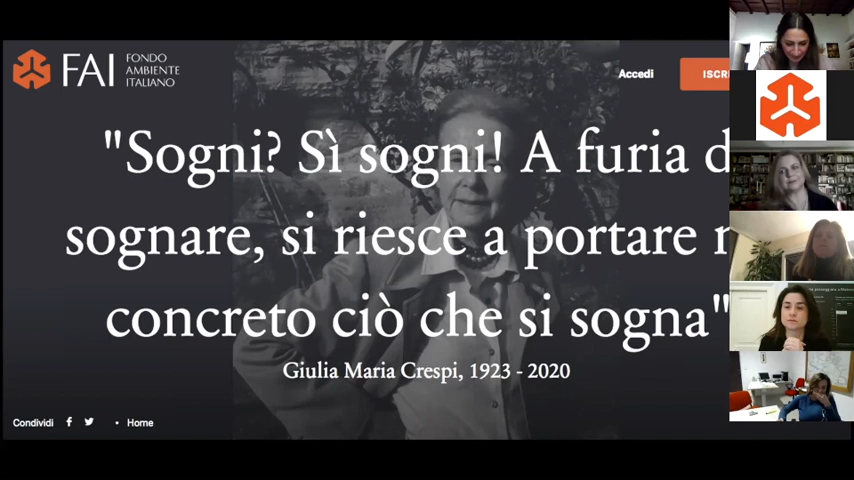 FAI
FONDO
AMBIENTE
ITALIANO
Accedi
"Sogni? Sì sogni! A furia d
sognare, si riesce a portare
concreto ciò che si sogna"
Giulia Maria Crespi, 1923 - 2020
Condividi
Home